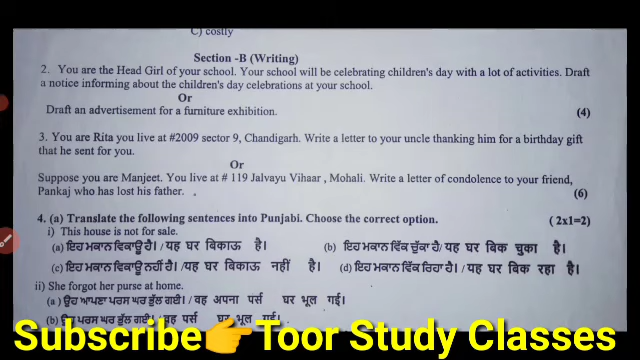 C) costly
Section -B (Writing)
2. You are the Head Girl of your school. Your school will be celebrating children's day with a lot of activities. Draft
a notice informing about the children's day celebrations at your school.
Or
Draft an advertisement for a furniture exhibition. (4)
3. You are Rita you live at #2009 sector 9, Chandigarh. Write a letter to your uncle thanking him for a birthday gift
that he sent for you.
Or
Suppose you are Manjeet. You live at # 119 Jalvayu Vihaar , Mohali. Write a letter of condolence to your friend,
Pankaj who has lost his father. (6)
4. (a) Translate the following sentences into Punjabi. Choose the correct option. ( 2x1=2)
i) This house is not for sale.
(a) ਇਹ ਮਕਾਨ ਵਿਕਾਊ ਹੈ। / यह घर बिकाऊ है। (b) ਇਹ ਮਕਾਨ ਵਿੱਕ ਚੁੱਕਾ ਹੈ/ यह घर बिक चुका है।
(c) ਇਹ ਮਕਾਨ ਵਿਕਾਊ ਨਹੀਂ ਹੈ। /यह घर बिकाऊ नहीं है। (d) ਇਹ ਮਕਾਨ ਵਿੱਕ ਰਿਹਾ ਹੈ। /यह घर बिक रहा है।
ii) She forgot her purse at home.
(a) ਉਹ ਆਪਣਾ ਪਰਸ ਘਰ ਭੁੱਲ ਗਈ। / वह अपना पर्स घर भूल गई।
(b) ਪਰਸ ਘਰ ਭੁੱਲ ਗਈ। / वह पर्स घर भूल गई।
Subscribe👉Toor Study Classes